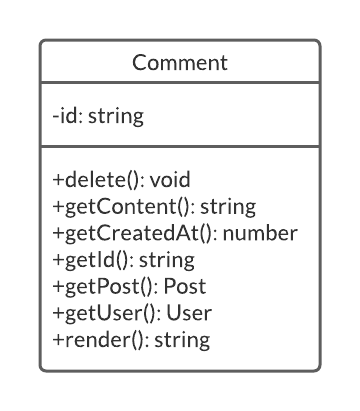 Comment
-id: string
+delete(): void
+getContent(): string
+getCreatedAt(): number
+getId(): string
+getPost(): Post
+getUser(): User
+render(): string